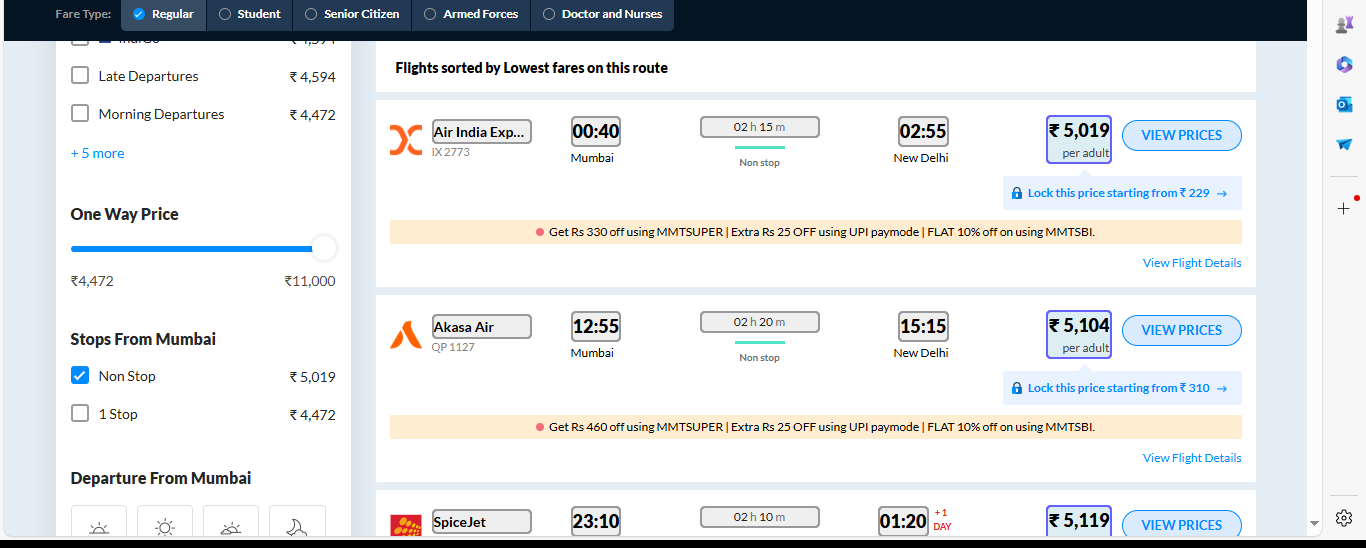 Fare Type:
Regular
Student
Senior Citizen
Armed Forces
Doctor and Nurses
IndiGo ₹ 4,594
Late Departures ₹ 4,594
Morning Departures ₹ 4,472
+ 5 more
One Way Price
₹4,472 ₹11,000
Stops From Mumbai
Non Stop ₹ 5,019
1 Stop ₹ 4,472
Departure From Mumbai
Flights sorted by Lowest fares on this route
Air India Exp...
IX 2773
00:40
Mumbai
02 h 15 m
Non stop
02:55
New Delhi
₹ 5,019
per adult
VIEW PRICES
Lock this price starting from ₹ 229 →
Get Rs 330 off using MMTSUPER | Extra Rs 25 OFF using UPI paymode | FLAT 10% off on using MMTSBI.
View Flight Details
Akasa Air
QP 1127
12:55
Mumbai
02 h 20 m
Non stop
15:15
New Delhi
₹ 5,104
per adult
VIEW PRICES
Lock this price starting from ₹ 310 →
Get Rs 460 off using MMTSUPER | Extra Rs 25 OFF using UPI paymode | FLAT 10% off on using MMTSBI.
View Flight Details
SpiceJet
23:10
02 h 10 m
01:20
+1
DAY
₹ 5,119
VIEW PRICES